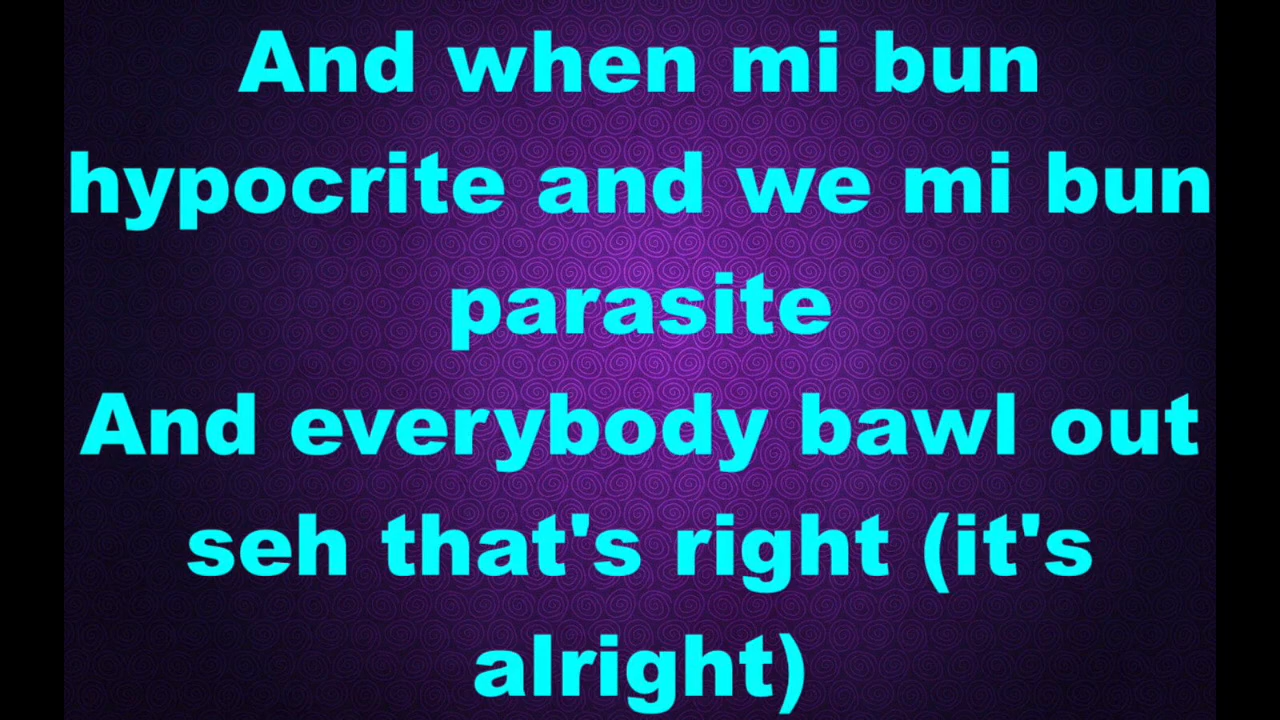 And when mi bun
hypocrite and we mi bun
parasite
And everybody bawl out
seh that's right (it's
alright)